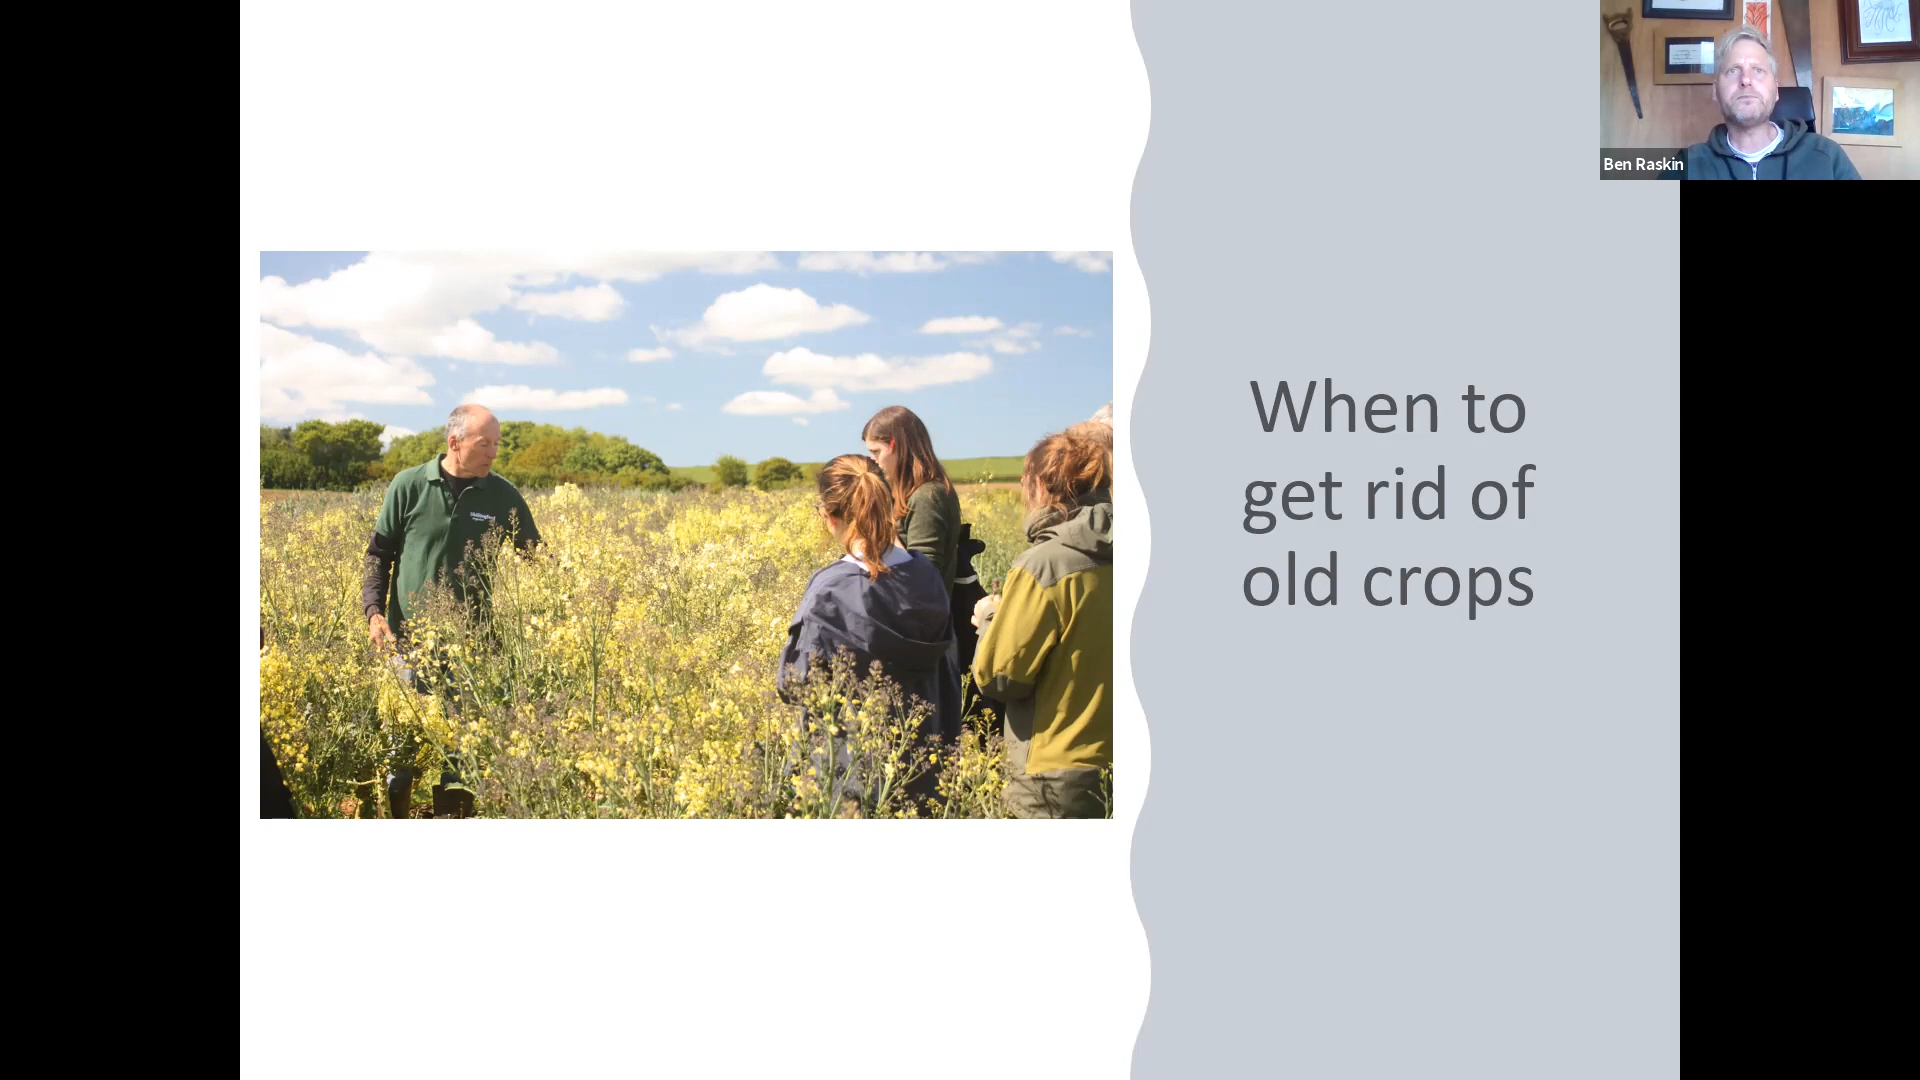 Ben Raskin
When to
get rid of
old crops